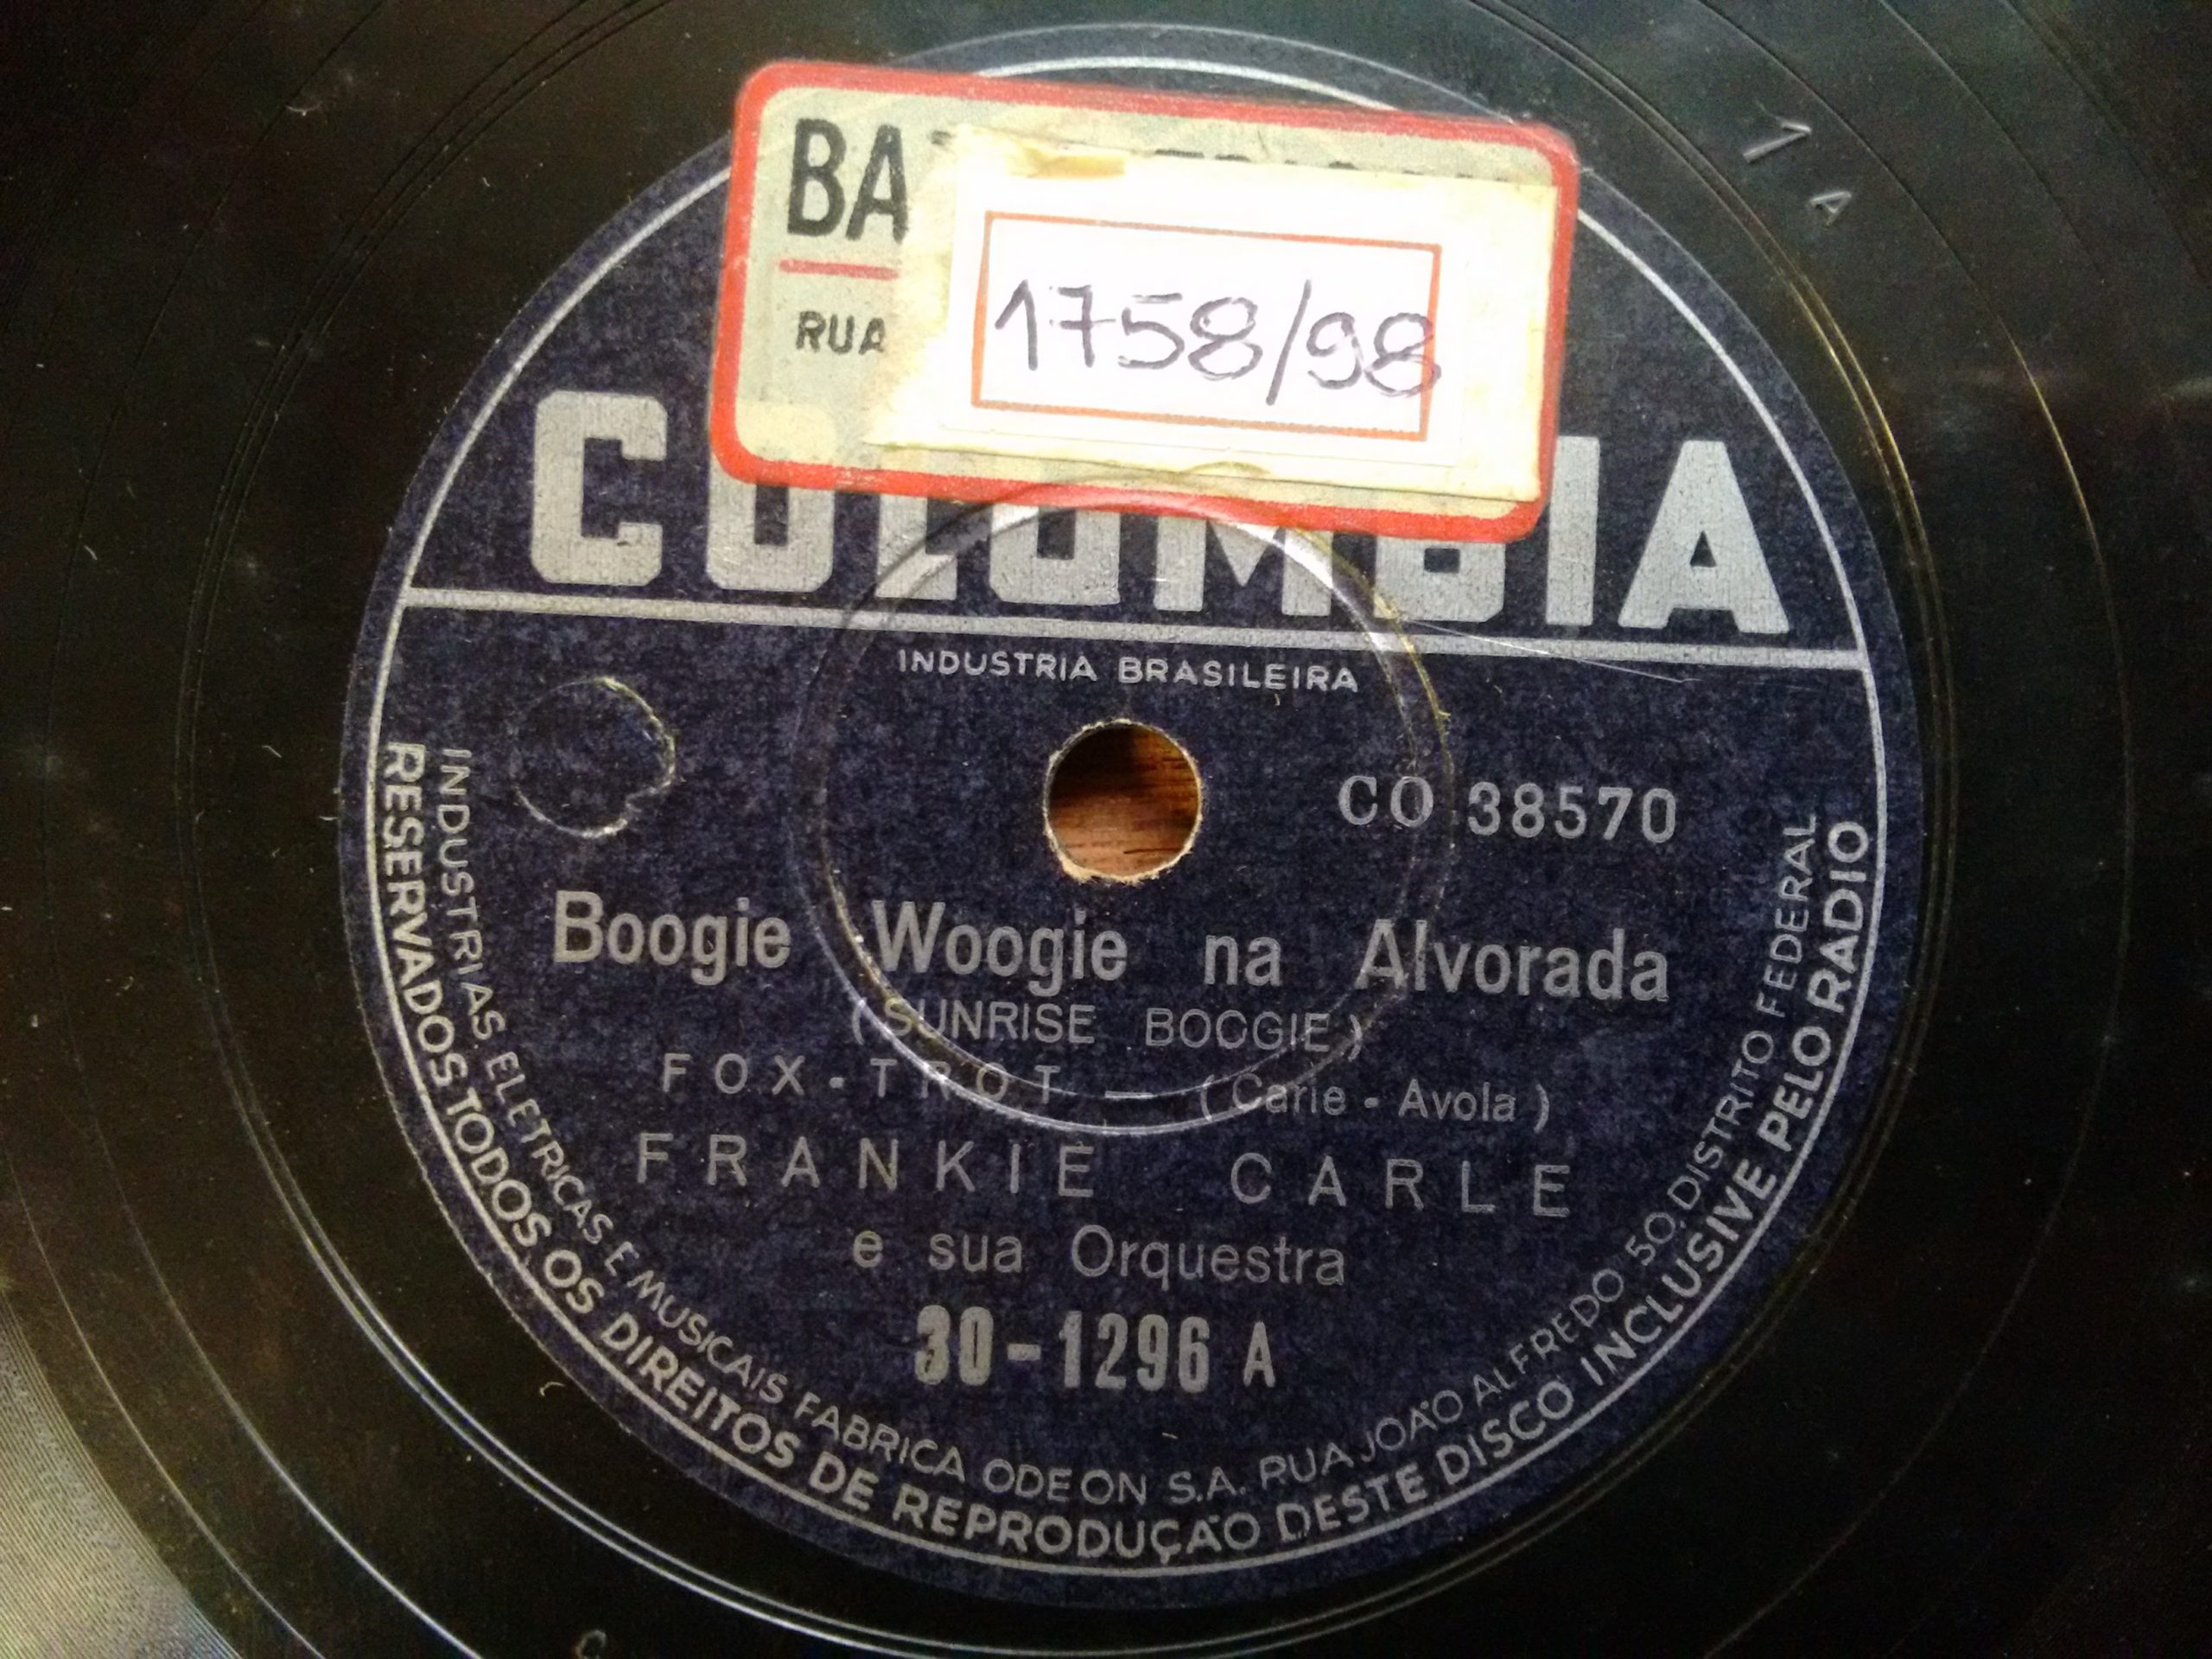 BA
RUA
1758/98
COLUMBIA
INDUSTRIA BRASILEIRA
CO 38570
Boogie Woogie na Alvorada
(SUNRISE BOOGIE)
FOX-TROT — (Carie - Avola)
FRANKIE CARLE
e sua Orquestra
30-1296 A
INDUSTRIAS ELETRICAS E MUSICAIS FABRICA ODEON S.A. RUA JOÃO ALFREDO 50, DISTRITO FEDERAL
RESERVADOS TODOS OS DIREITOS DE REPRODUÇÃO DESTE DISCO INCLUSIVE PELO RADIO
7 A